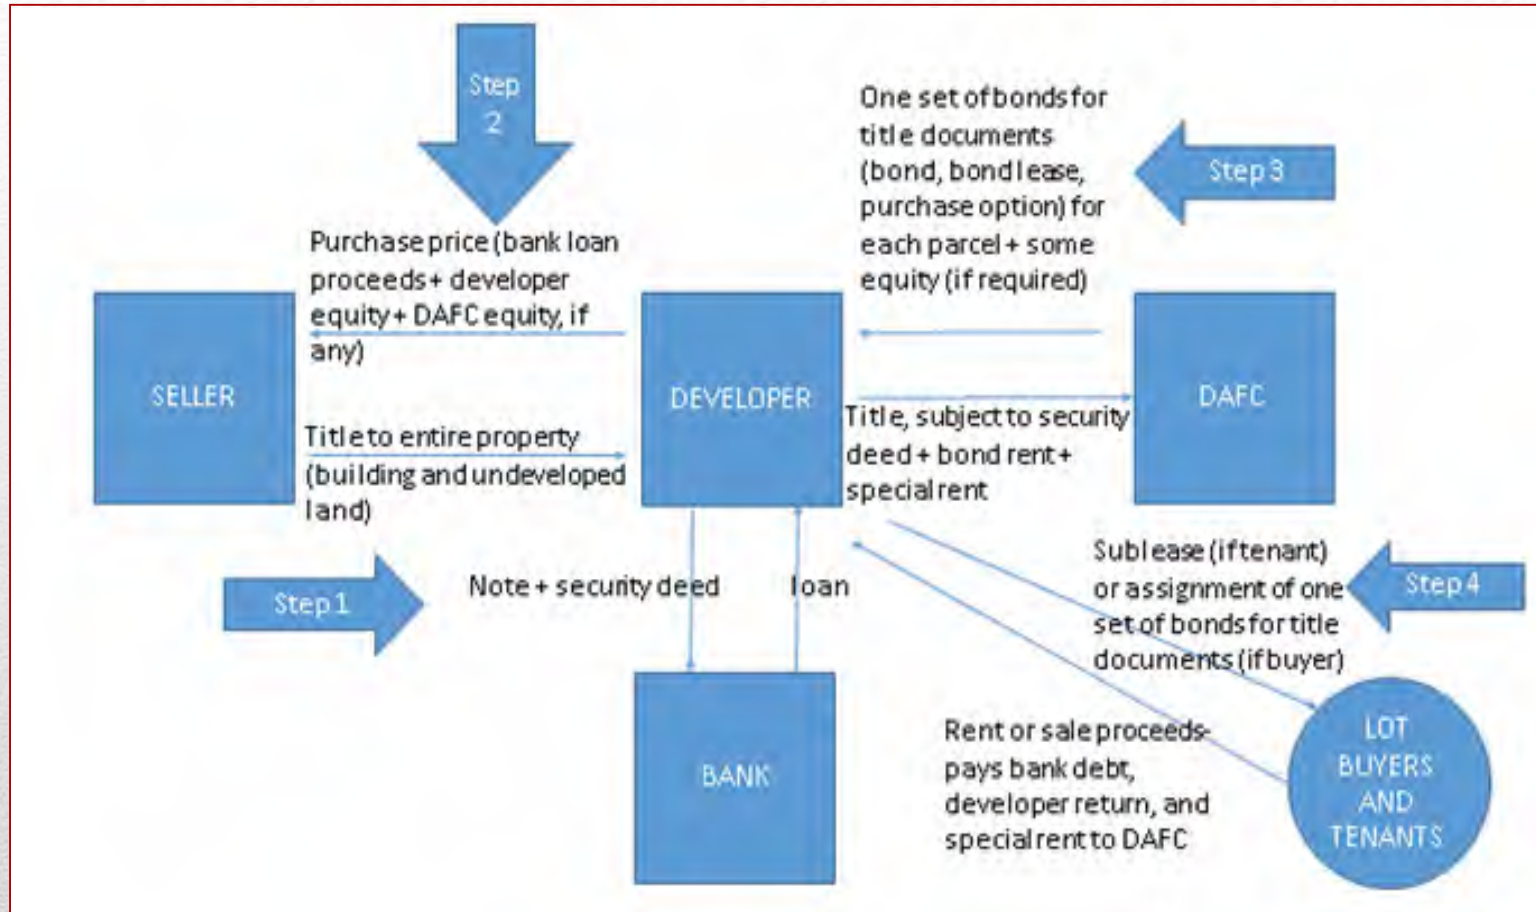 Step
2
One set of bonds for
title documents
(bond, bond lease,
purchase option) for
each parcel + some
equity (if required)
Step 3
Purchase price (bank loan
proceeds + developer
equity + DAFC equity, if
any)
SELLER
DEVELOPER
DAFC
Title to entire property
(building and undeveloped
land)
Title, subject to security
deed + bond rent +
special rent
Step 1
Note + security deed
loan
Sublease (if tenant)
or assignment of one
set of bonds for title
documents (if buyer)
Step 4
BANK
Rent or sale proceeds-
pays bank debt,
developer return, and
special rent to DAFC
LOT
BUYERS
AND
TENANTS